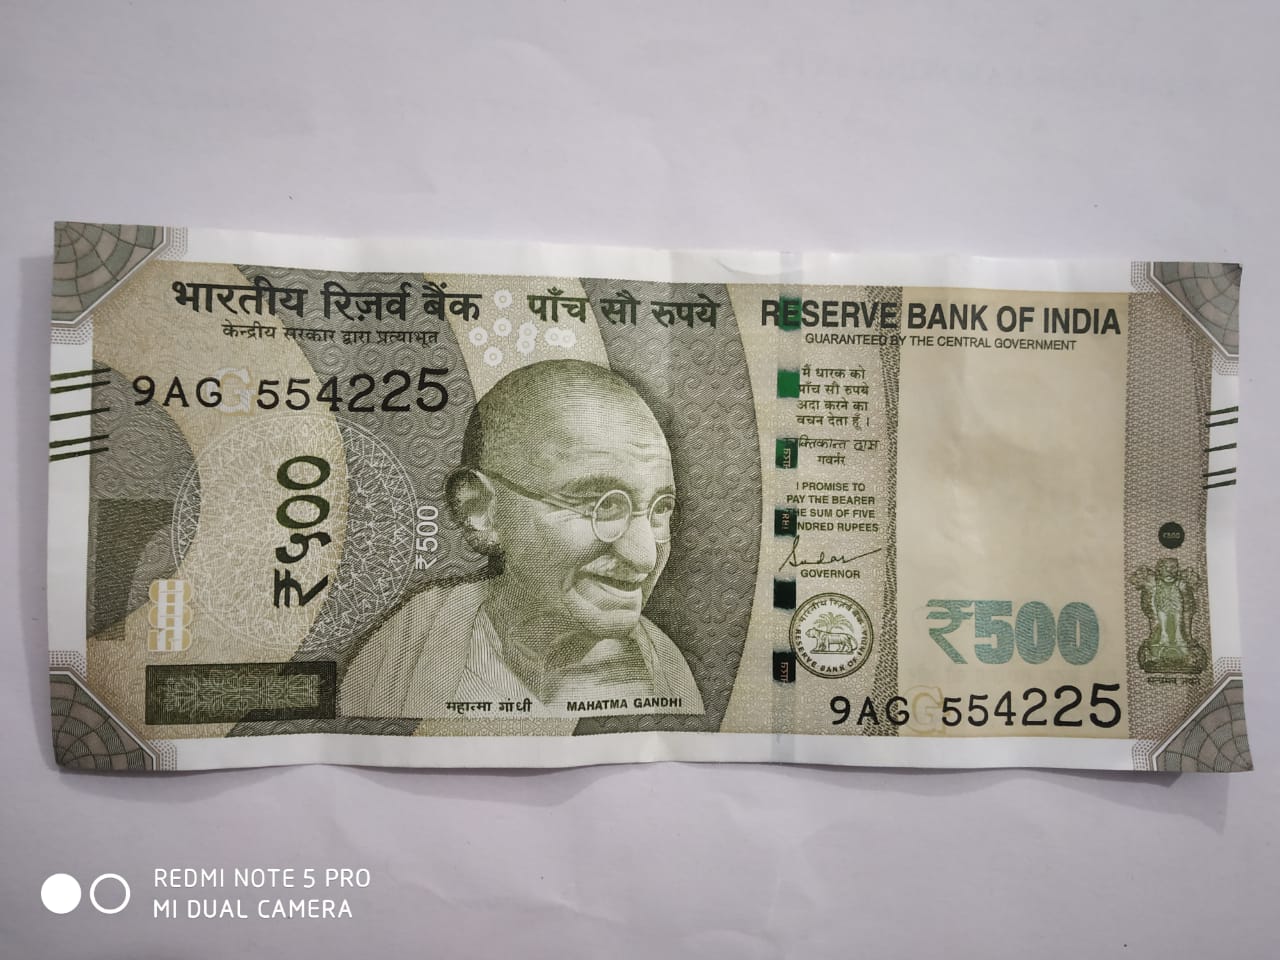 भारतीय रिज़र्व बैंक
केन्द्रीय सरकार द्वारा प्रत्याभूत
पाँच सौ रुपये
RESERVE BANK OF INDIA
GUARANTEED BY THE CENTRAL GOVERNMENT
9AG 554225
₹५००
₹500
मैं धारक को
पाँच सौ रुपये
अदा करने का
वचन देता हूँ ।
गवर्नर
I PROMISE TO
PAY THE BEARER
THE SUM OF FIVE
HUNDRED RUPEES
GOVERNOR
₹500
महात्मा गांधी
MAHATMA GANDHI
9AG 554225
REDMI NOTE 5 PRO
MI DUAL CAMERA